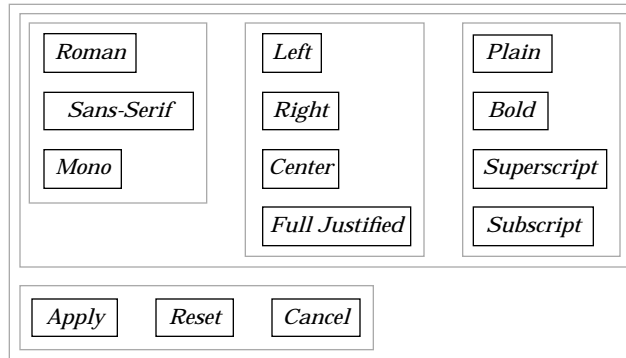 Roman
Sans-Serif
Mono
Left
Right
Center
Full Justified
Plain
Bold
Superscript
Subscript
Apply Reset Cancel